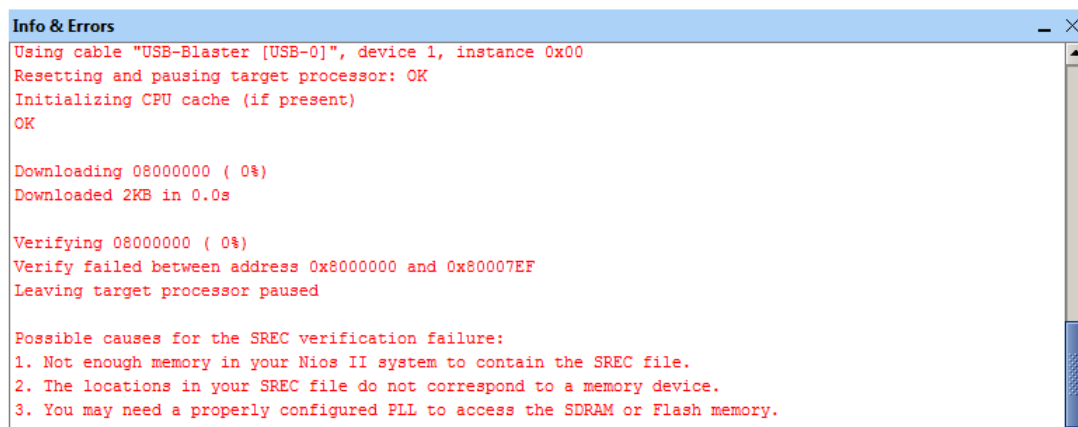 Info & Errors
Using cable "USB-Blaster [USB-0]", device 1, instance 0x00
Resetting and pausing target processor: OK
Initializing CPU cache (if present)
OK
Downloading 08000000 ( 0%)
Downloaded 2KB in 0.0s
Verifying 08000000 ( 0%)
Verify failed between address 0x8000000 and 0x80007EF
Leaving target processor paused
Possible causes for the SREC verification failure:
1. Not enough memory in your Nios II system to contain the SREC file.
2. The locations in your SREC file do not correspond to a memory device.
3. You may need a properly configured PLL to access the SDRAM or Flash memory.